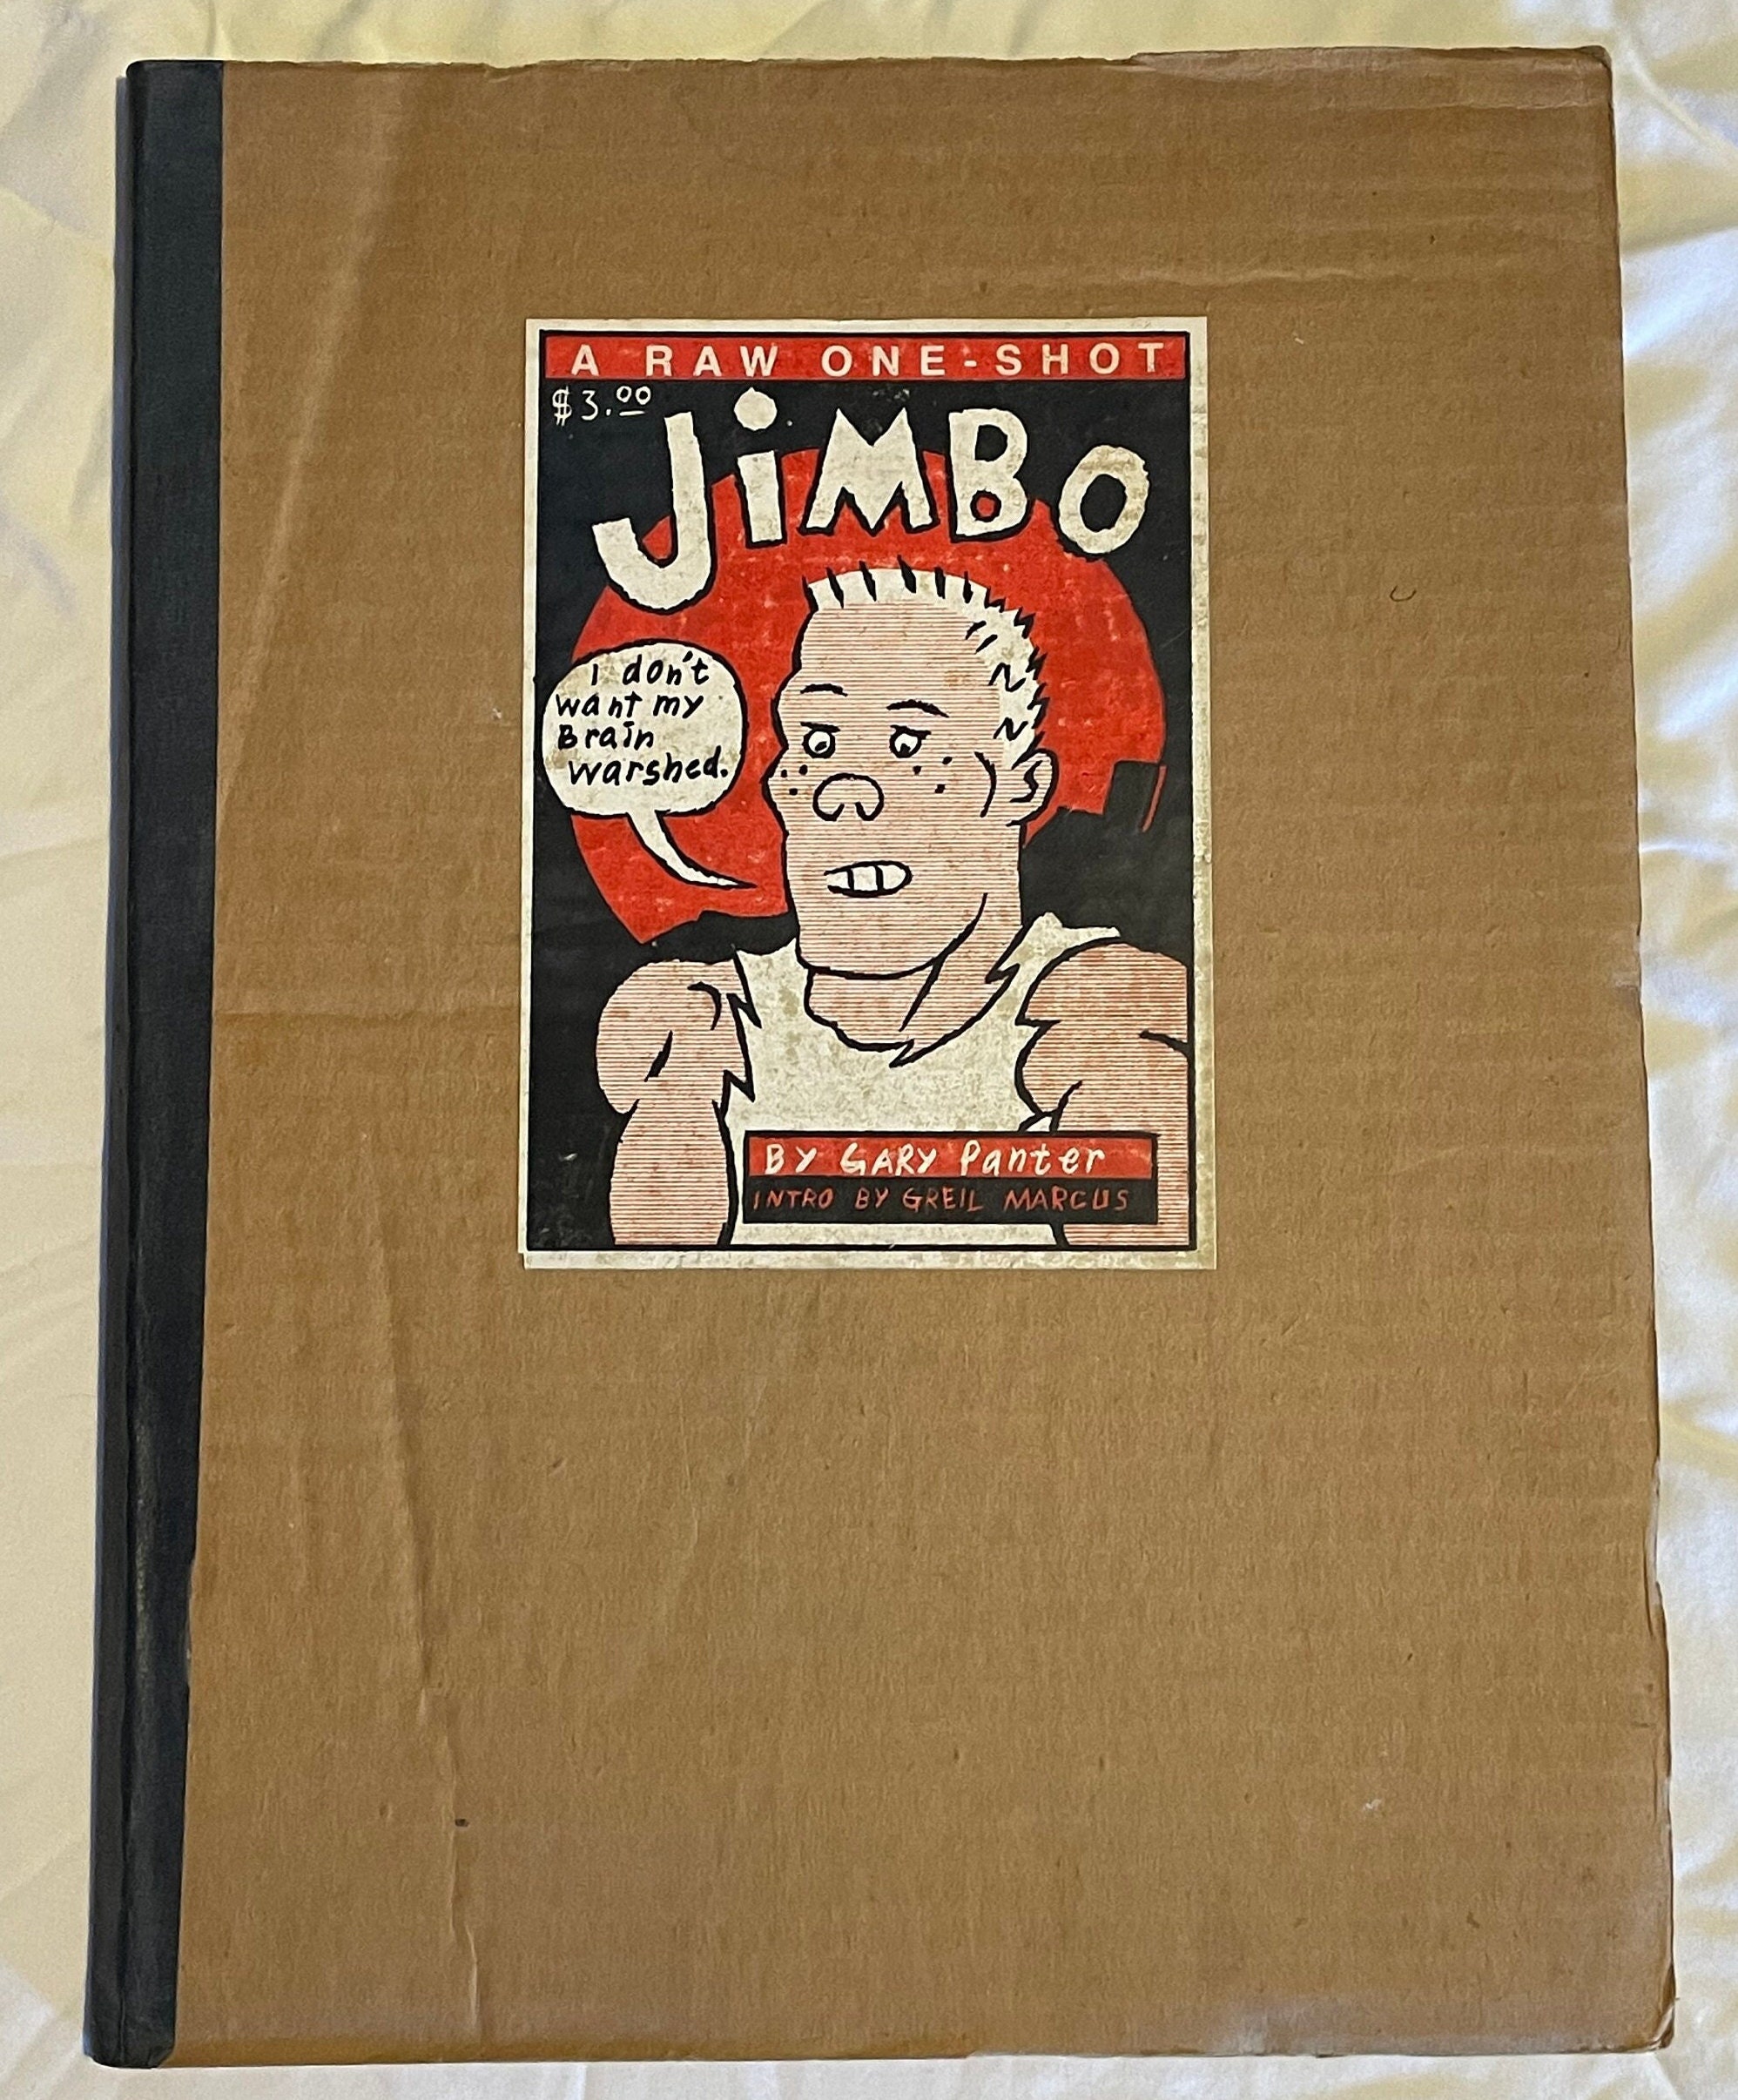 A RAW ONE-SHOT
$3.00
JiMBO
I don't
want my
Brain
warshed.
BY GARY Panter
INTRO BY GREIL MARCUS